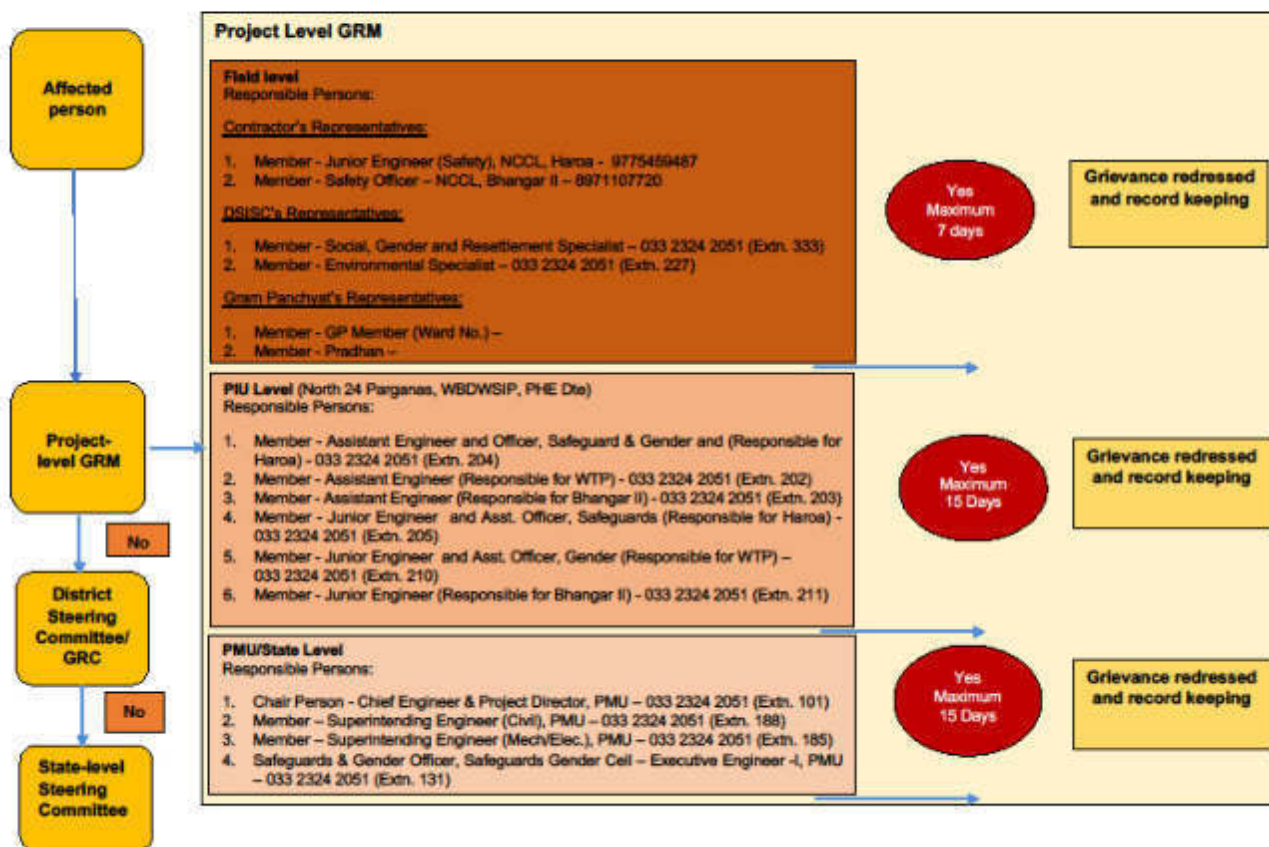 Project Level GRM
Affected
person
Project-
level GRM
No
District
Steering
Committee/
GRC
No
State-level
Steering
Committee
Field level
Responsible Persons:
Contractor's Representatives:
1. Member - Junior Engineer (Safety), NCCL, Haroa - 9775459487
2. Member - Safety Officer – NCCL, Bhangar II – 8971107720
DSISC's Representatives:
1. Member - Social, Gender and Resettlement Specialist – 033 2324 2051 (Extn. 333)
2. Member - Environmental Specialist – 033 2324 2051 (Extn. 227)
Gram Panchyat's Representatives:
1. Member - GP Member (Ward No.) –
2. Member - Pradhan –
Yes
Maximum
7 days
Grievance redressed
and record keeping
PIU Level (North 24 Parganas, WBDWSIP, PHE Dte)
Responsible Persons:
1. Member - Assistant Engineer and Officer, Safeguard & Gender and (Responsible for
Haroa) - 033 2324 2051 (Extn. 204)
2. Member - Assistant Engineer (Responsible for WTP) - 033 2324 2051 (Extn. 202)
3. Member - Assistant Engineer (Responsible for Bhangar II) - 033 2324 2051 (Extn. 203)
4. Member - Junior Engineer and Asst. Officer, Safeguards (Responsible for Haroa) -
033 2324 2051 (Extn. 205)
5. Member - Junior Engineer and Asst. Officer, Gender (Responsible for WTP) –
033 2324 2051 (Extn. 210)
6. Member - Junior Engineer (Responsible for Bhangar II) - 033 2324 2051 (Extn. 211)
Yes
Maximum
15 Days
Grievance redressed
and record keeping
PMU/State Level
Responsible Persons:
1. Chair Person - Chief Engineer & Project Director, PMU – 033 2324 2051 (Extn. 101)
2. Member – Superintending Engineer (Civil), PMU – 033 2324 2051 (Extn. 188)
3. Member – Superintending Engineer (Mech/Elec.), PMU – 033 2324 2051 (Extn. 185)
4. Safeguards & Gender Officer, Safeguards Gender Cell – Executive Engineer -I, PMU
– 033 2324 2051 (Extn. 131)
Yes
Maximum
15 Days
Grievance redressed
and record keeping